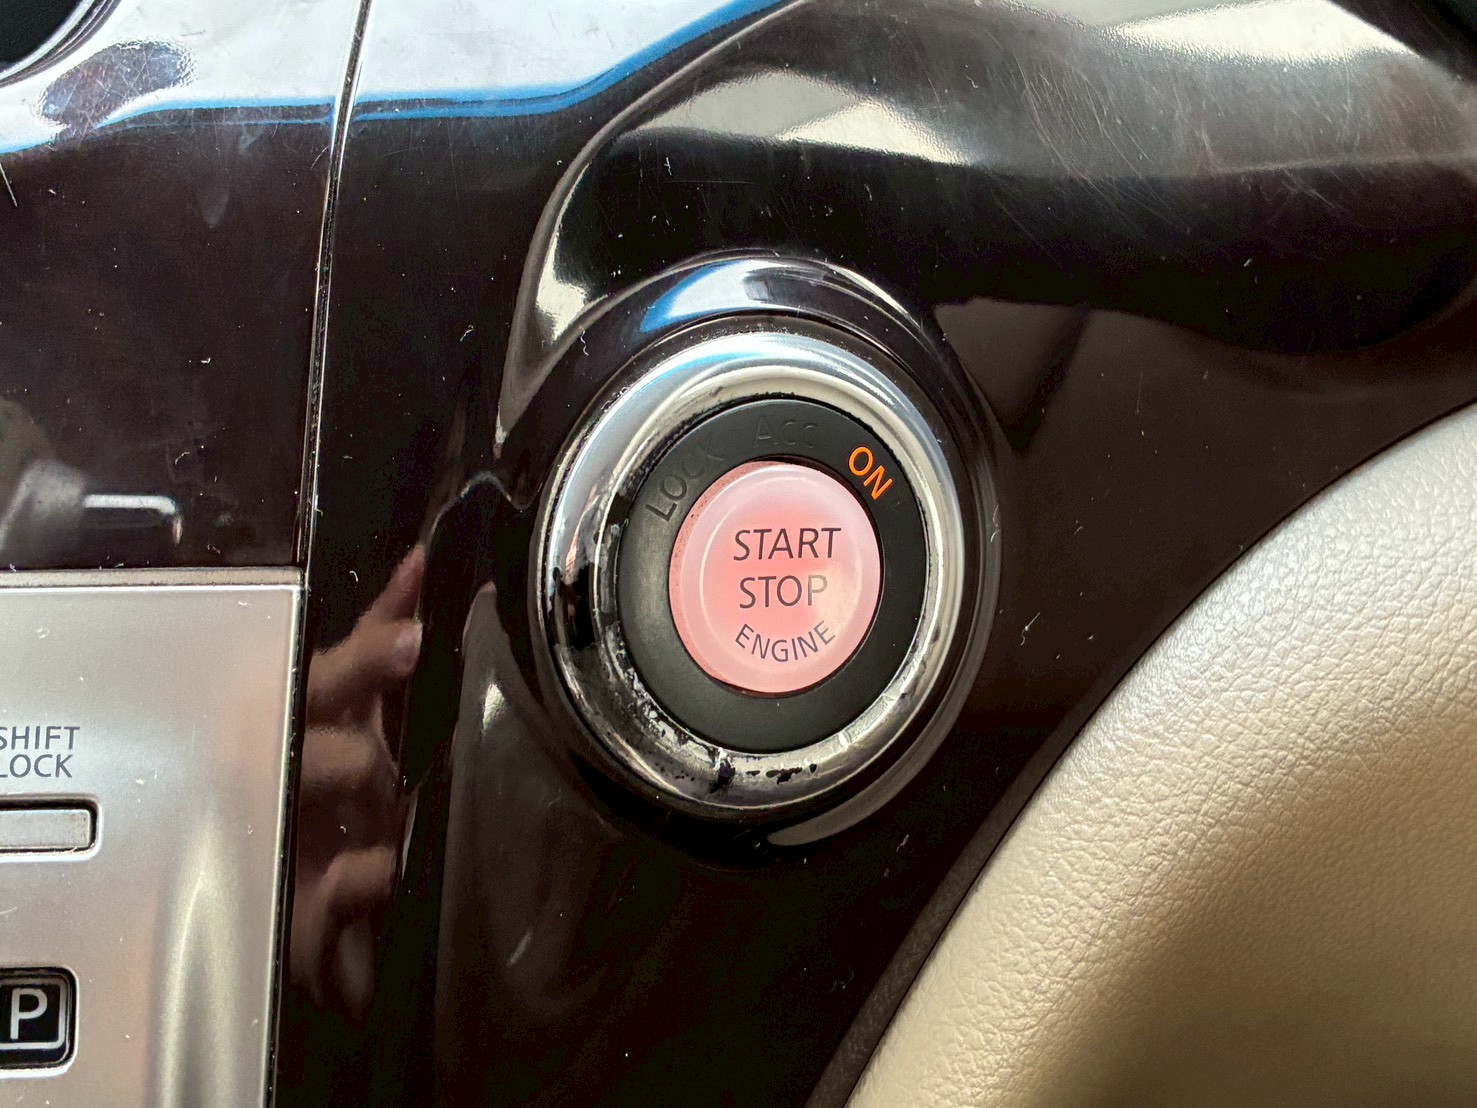 LOCK ACC ON
START
STOP
ENGINE
SHIFT
LOCK
P